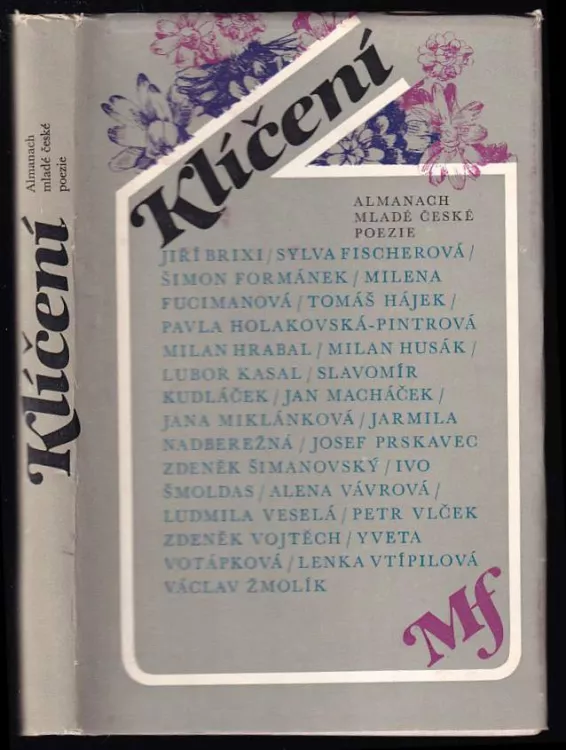 Almanach
mladé české
poezie
Klíčení
Klíčení
ALMANACH
MLADÉ ČESKÉ
POEZIE
JIŘÍ BRIXI / SYLVA FISCHEROVÁ /
ŠIMON FORMÁNEK / MILENA
FUCIMANOVÁ / TOMÁŠ HÁJEK /
PAVLA HOLAKOVSKÁ-PINTROVÁ
MILAN HRABAL / MILAN HUSÁK /
LUBOR KASAL / SLAVOMÍR
KUDLÁČEK / JAN MACHÁČEK /
JANA MIKLÁNKOVÁ / JARMILA
NADBEREŽNÁ / JOSEF PRSKAVEC
ZDENĚK ŠIMANOVSKÝ / IVO
ŠMOLDAS / ALENA VÁVROVÁ /
LUDMILA VESELÁ / PETR VLČEK
ZDENĚK VOJTĚCH / YVETA
VOTÁPKOVÁ / LENKA VTÍPILOVÁ
VÁCLAV ŽMOLÍK
Mf